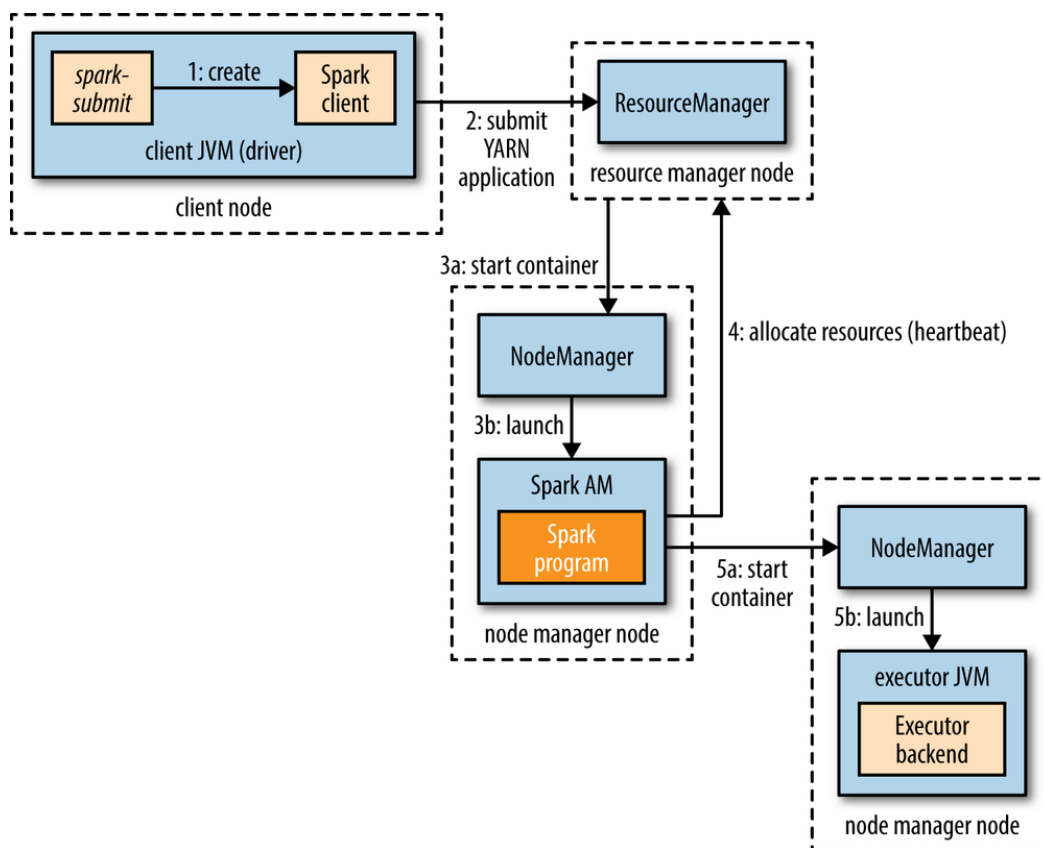 spark-
submit
1: create
Spark
client
client JVM (driver)
client node
2: submit
YARN
application
ResourceManager
resource manager node
3a: start container
NodeManager
3b: launch
Spark AM
Spark
program
node manager node
4: allocate resources (heartbeat)
5a: start
container
NodeManager
5b: launch
executor JVM
Executor
backend
node manager node